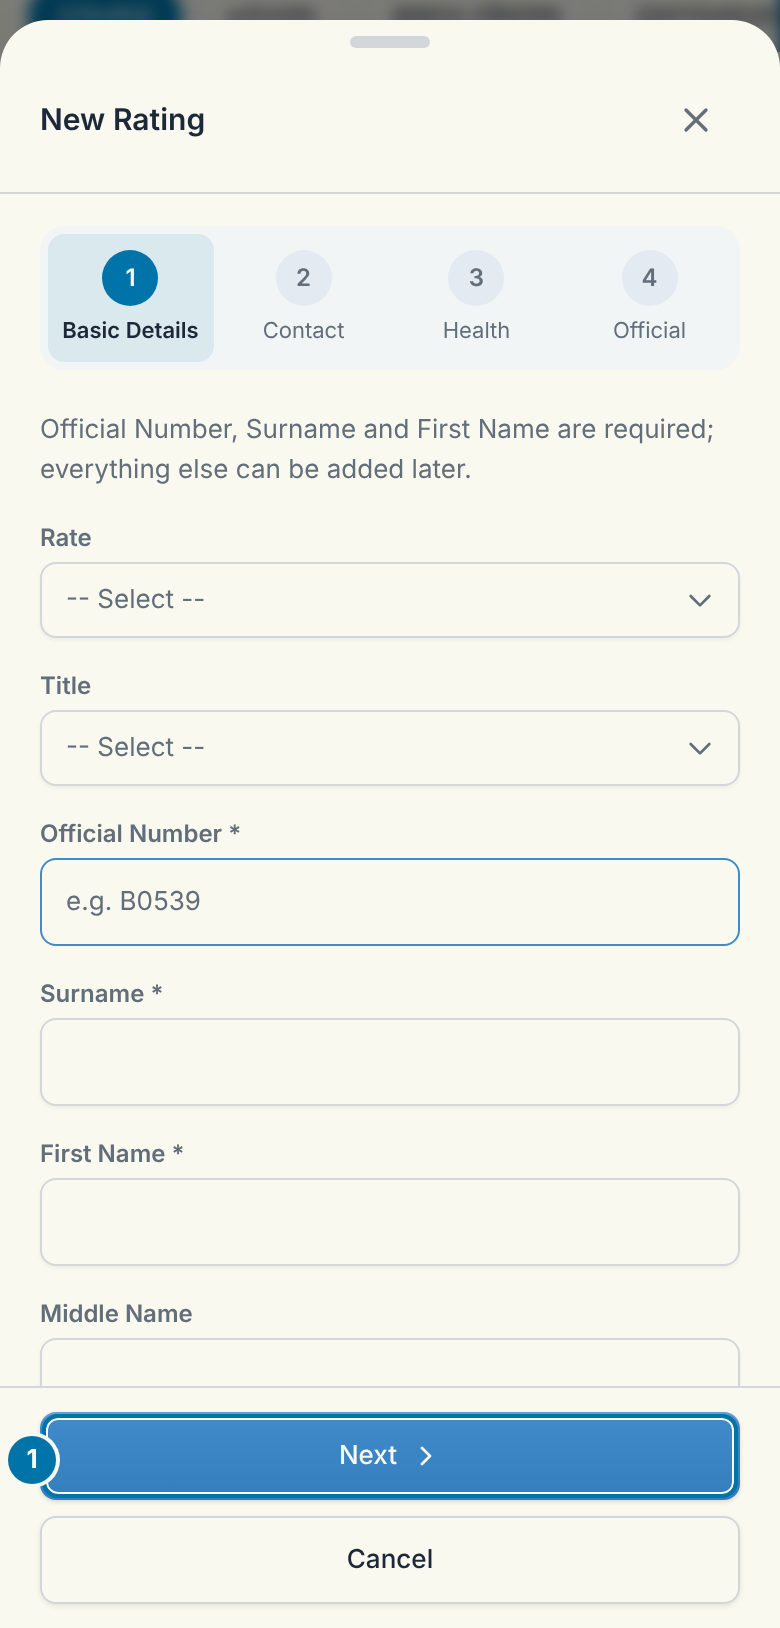 New Rating
1
2
3
4
Basic Details
Contact
Health
Official
Official Number, Surname and First Name are required;
everything else can be added later.
Rate
-- Select --
Title
-- Select --
Official Number *
e.g. B0539
Surname *
First Name *
Middle Name
1
Next
Cancel